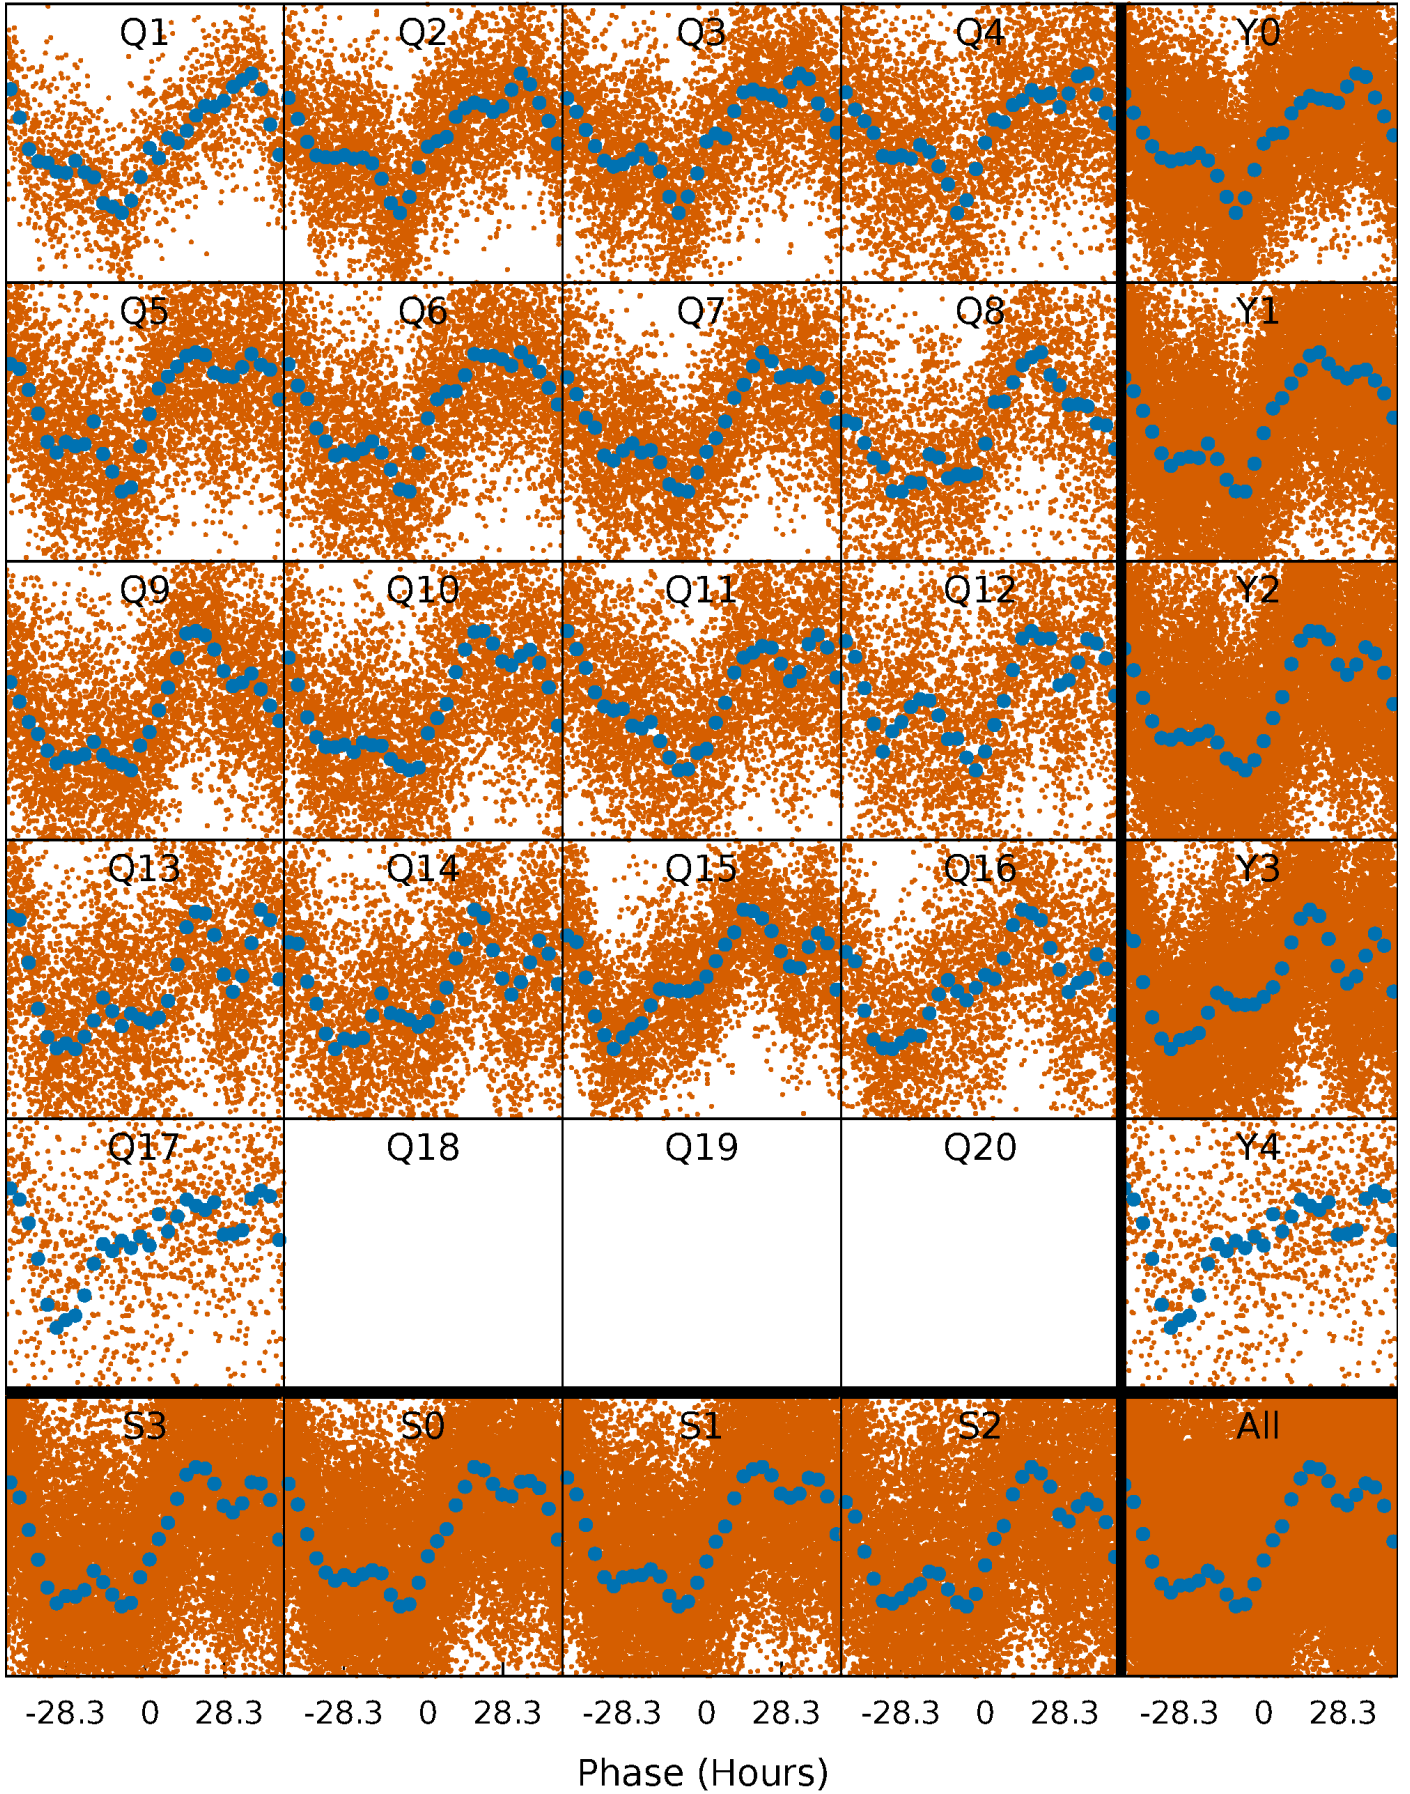 Q1 Q2 Q3 Q4 Y0
Q5 Q6 Q7 Q8 Y1
Q9 Q10 Q11 Q12 Y2
Q13 Q14 Q15 Q16 Y3
Q17 Q18 Q19 Q20 Y4
S3 S0 S1 S2 All
-28.3 0 28.3 -28.3 0 28.3 -28.3 0 28.3 -28.3 0 28.3 -28.3 0 28.3
Phase (Hours)